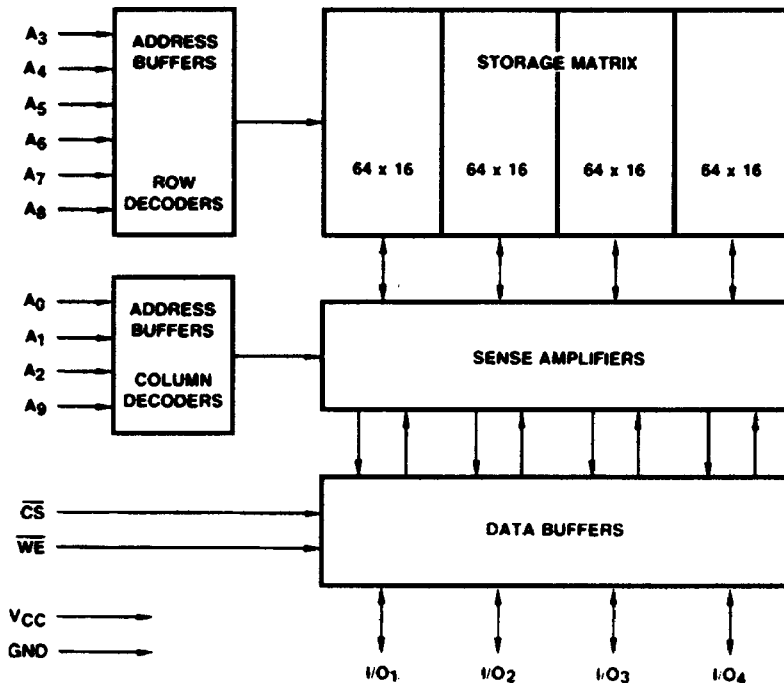 A3
A4
A5
A6
A7
A8
ADDRESS
BUFFERS
ROW
DECODERS
STORAGE MATRIX
64 x 16
64 x 16
64 x 16
64 x 16
A0
A1
A2
A9
ADDRESS
BUFFERS
COLUMN
DECODERS
SENSE AMPLIFIERS
CS
WE
DATA BUFFERS
VCC
GND
I/O1
I/O2
I/O3
I/O4